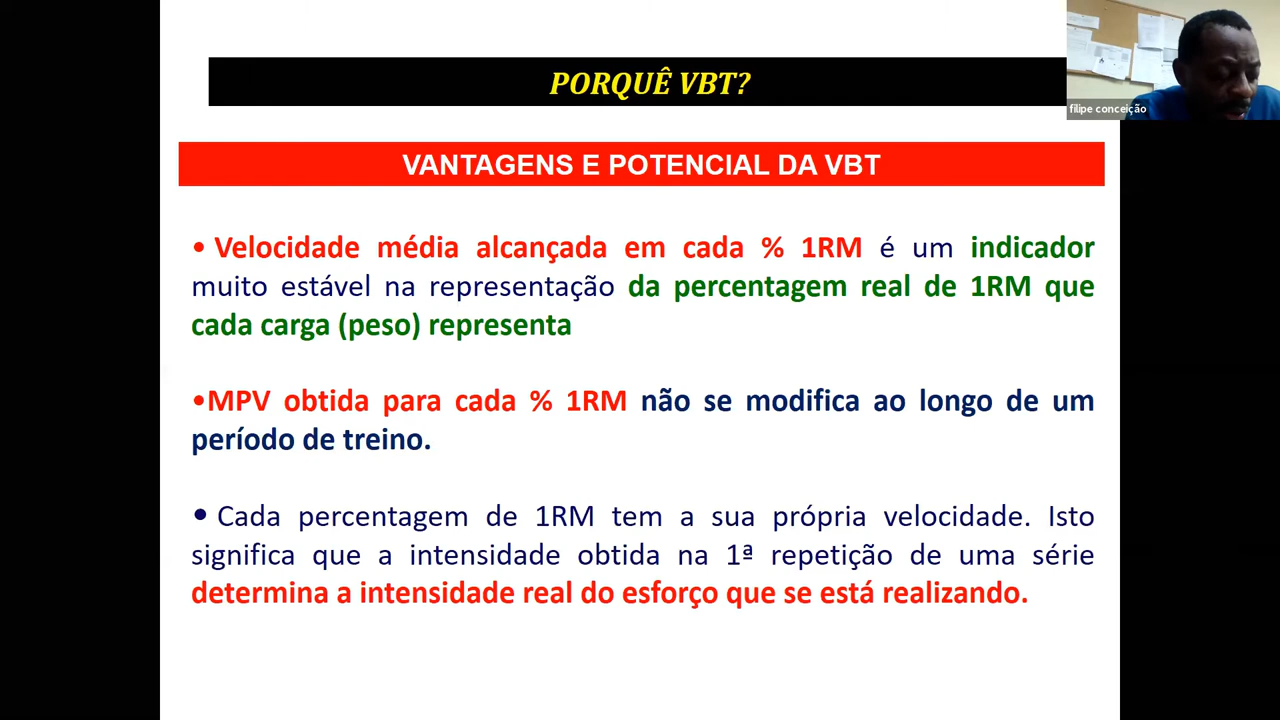 PORQUÊ VBT?
filipe conceição
VANTAGENS E POTENCIAL DA VBT
• Velocidade média alcançada em cada % 1RM é um indicador
muito estável na representação da percentagem real de 1RM que
cada carga (peso) representa
•MPV obtida para cada % 1RM não se modifica ao longo de um
período de treino.
• Cada percentagem de 1RM tem a sua própria velocidade. Isto
significa que a intensidade obtida na 1ª repetição de uma série
determina a intensidade real do esforço que se está realizando.